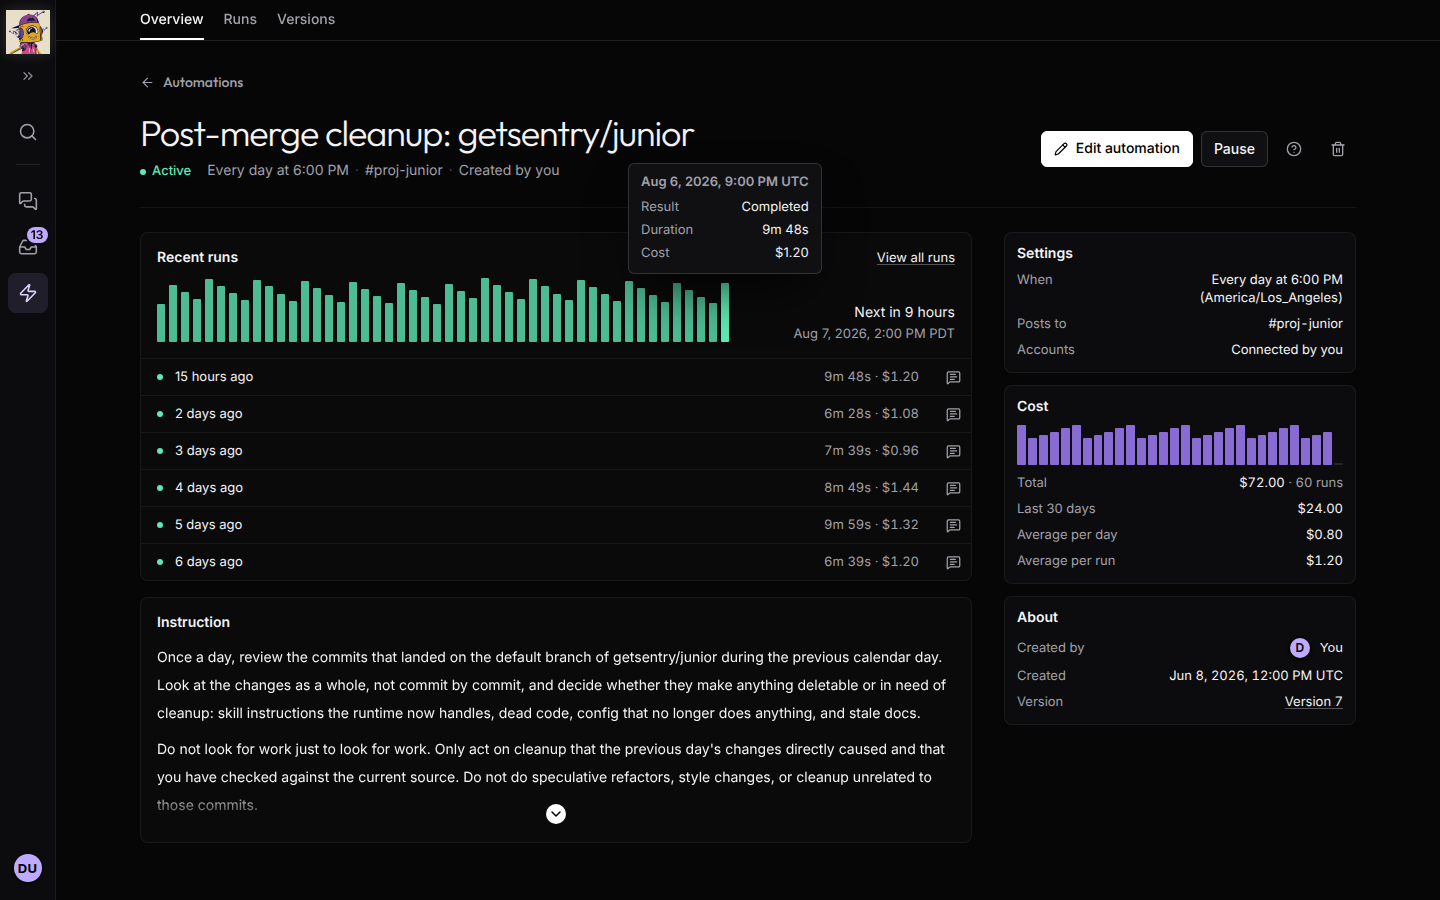 Overview Runs Versions
Automations
Post-merge cleanup: getsentry/junior
Edit automation
Pause
Active Every day at 6:00 PM · #proj-junior · Created by you
Aug 6, 2026, 9:00 PM UTC
Result Completed
Duration 9m 48s
Cost $1.20
Recent runs
View all runs
Next in 9 hours
Aug 7, 2026, 2:00 PM PDT
15 hours ago 9m 48s · $1.20
2 days ago 6m 28s · $1.08
3 days ago 7m 39s · $0.96
4 days ago 8m 49s · $1.44
5 days ago 9m 59s · $1.32
6 days ago 6m 39s · $1.20
Instruction
Once a day, review the commits that landed on the default branch of getsentry/junior during the previous calendar day.
Look at the changes as a whole, not commit by commit, and decide whether they make anything deletable or in need of
cleanup: skill instructions the runtime now handles, dead code, config that no longer does anything, and stale docs.
Do not look for work just to look for work. Only act on cleanup that the previous day's changes directly caused and that
you have checked against the current source. Do not do speculative refactors, style changes, or cleanup unrelated to
those commits.
Settings
When Every day at 6:00 PM
(America/Los_Angeles)
Posts to #proj-junior
Accounts Connected by you
Cost
Total $72.00 · 60 runs
Last 30 days $24.00
Average per day $0.80
Average per run $1.20
About
Created by D You
Created Jun 8, 2026, 12:00 PM UTC
Version Version 7
13
DU